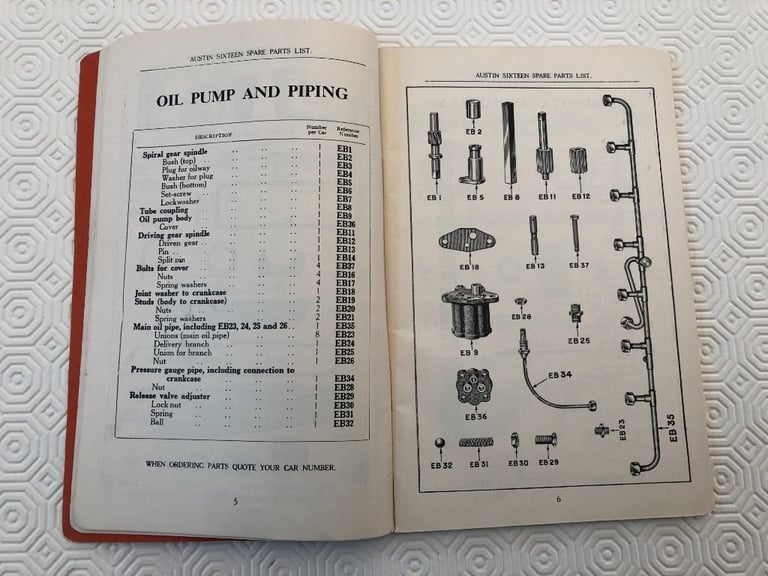 AUSTIN SIXTEEN SPARE PARTS LIST.
OIL PUMP AND PIPING
DESCRIPTION Number per Car Reference Number
Spiral gear spindle .. .. .. .. 1 EB1
Bush (top) .. .. .. .. 1 EB2
Plug for oilway .. .. .. .. 1 EB3
Washer for plug .. .. .. .. 1 EB4
Bush (bottom) .. .. .. .. 1 EB5
Set-screw .. .. .. .. 1 EB6
Lockwasher .. .. .. .. 1 EB7
Tube coupling .. .. .. .. 1 EB8
Oil pump body .. .. .. .. 1 EB9
Cover .. .. .. .. 1 EB36
Driving gear spindle .. .. .. .. 1 EB11
Driven gear .. .. .. .. 1 EB12
Pin .. .. .. .. 1 EB13
Split pin .. .. .. .. 1 EB14
Bolts for cover .. .. .. .. 4 EB37
Nuts .. .. .. .. 4 EB16
Spring washers .. .. .. .. 4 EB17
Joint washer to crankcase .. .. .. 1 EB18
Studs (body to crankcase) .. .. .. 2 EB19
Nuts .. .. .. .. 2 EB20
Spring washers .. .. .. .. 2 EB21
Main oil pipe, including EB23, 24, 25 and 26 .. 1 EB35
Unions (main oil pipe) .. .. .. 8 EB23
Delivery branch .. .. .. .. 1 EB24
Union for branch .. .. .. .. 1 EB25
Nut .. .. .. .. 1 EB26
Pressure gauge pipe, including connection to
crankcase .. .. .. .. 1 EB34
Nut .. .. .. .. 1 EB28
Release valve adjuster .. .. .. .. 1 EB29
Lock nut .. .. .. .. 1 EB30
Spring .. .. .. .. 1 EB31
Ball .. .. .. .. 1 EB32
WHEN ORDERING PARTS QUOTE YOUR CAR NUMBER.
5
AUSTIN SIXTEEN SPARE PARTS LIST.
EB 2
EB 1 EB 5 EB 8 EB 11 EB 12
EB 18 EB 13 EB 37
EB 28
EB 25
EB 9
EB 34
EB 36
EB 23
EB 35
EB 32 EB 31 EB 30 EB 29
6